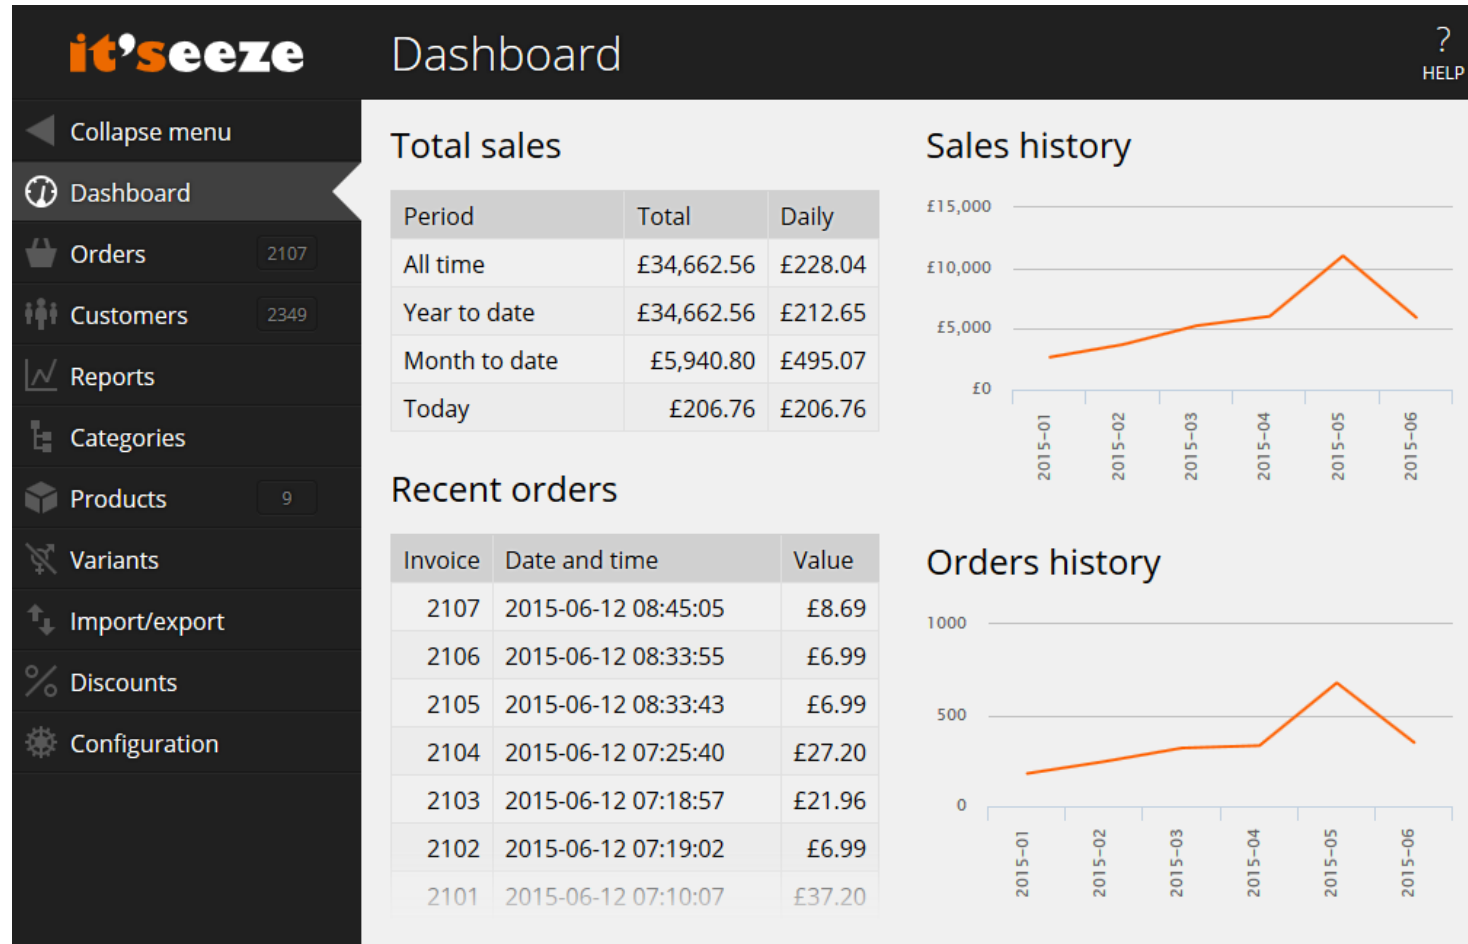 it'seeze
Dashboard
?
HELP
Collapse menu
Dashboard
Orders 2107
Customers 2349
Reports
Categories
Products 9
Variants
Import/export
Discounts
Configuration
Total sales
Period Total Daily
All time £34,662.56 £228.04
Year to date £34,662.56 £212.65
Month to date £5,940.80 £495.07
Today £206.76 £206.76
Recent orders
Invoice Date and time Value
2107 2015-06-12 08:45:05 £8.69
2106 2015-06-12 08:33:55 £6.99
2105 2015-06-12 08:33:43 £6.99
2104 2015-06-12 07:25:40 £27.20
2103 2015-06-12 07:18:57 £21.96
2102 2015-06-12 07:19:02 £6.99
2101 2015-06-12 07:10:07 £37.20
Sales history
£15,000
£10,000
£5,000
£0
2015-01 2015-02 2015-03 2015-04 2015-05 2015-06
Orders history
1000
500
0
2015-01 2015-02 2015-03 2015-04 2015-05 2015-06